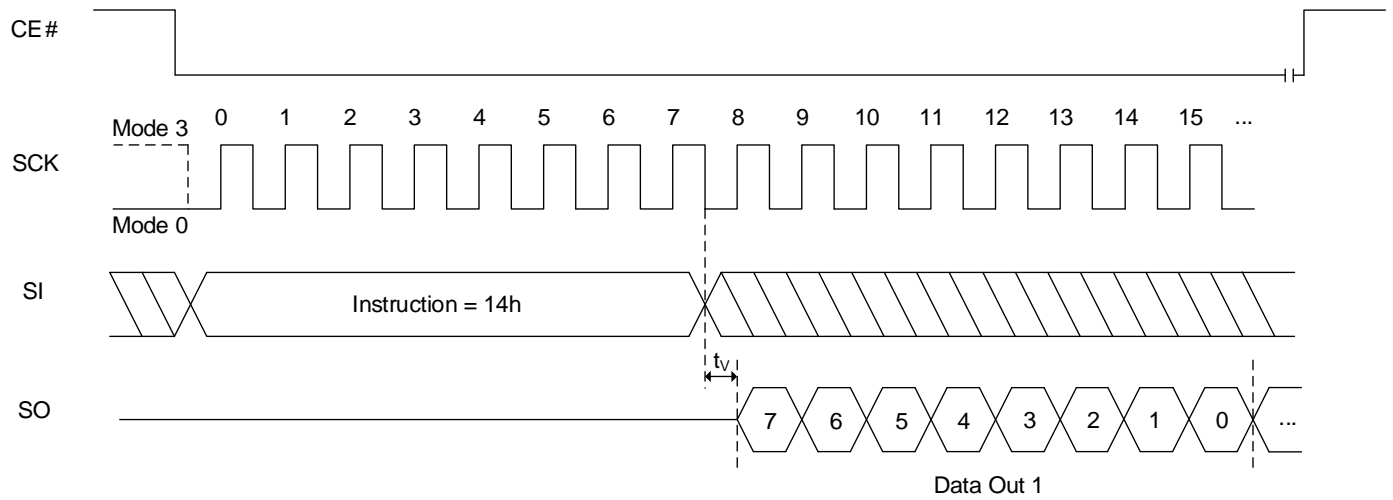 CE#
0 1 2 3 4 5 6 7 8 9 10 11 12 13 14 15 ...
Mode 3
SCK
Mode 0
SI
Instruction = 14h
tV
SO
7 6 5 4 3 2 1 0 ...
Data Out 1